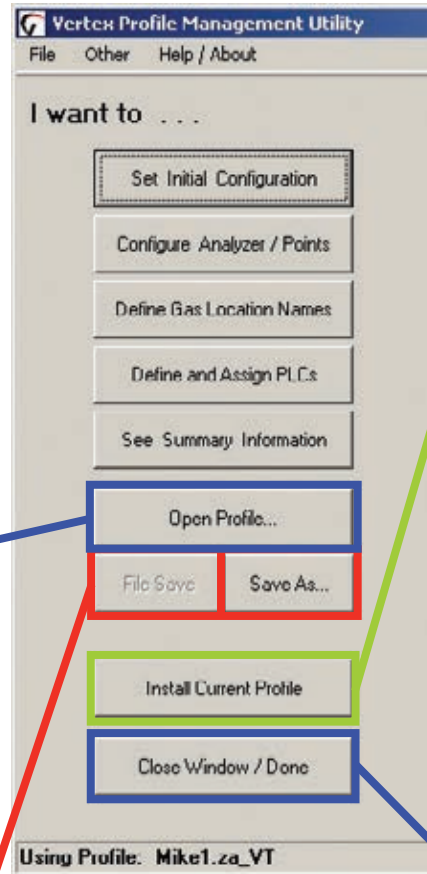 Vertex Profile Management Utility
File Other Help / About
I want to . . .
Set Initial Configuration
Configure Analyzer / Points
Define Gas Location Names
Define and Assign PLCs
See Summary Information
Open Profile...
File Save Save As...
Install Current Profile
Close Window / Done
Using Profile: Mike1.za_VT